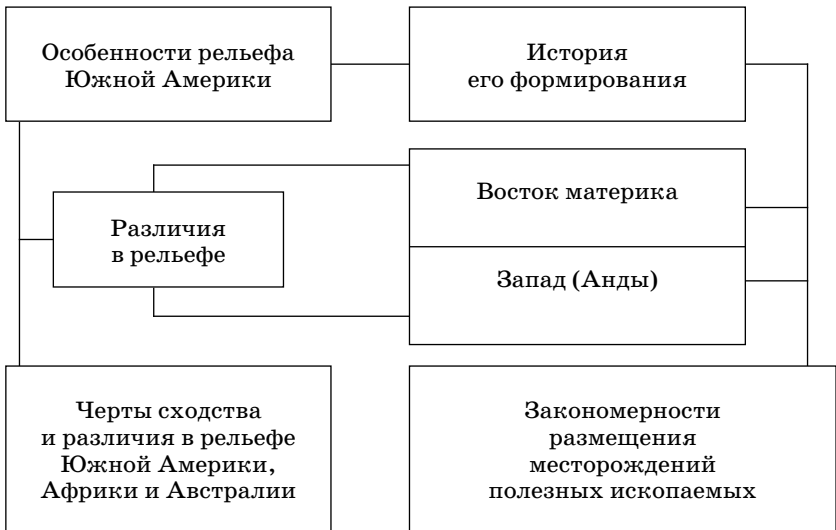 Особенности рельефа
Южной Америки
История
его формирования
Различия
в рельефе
Восток материка
Запад (Анды)
Черты сходства
и различия в рельефе
Южной Америки,
Африки и Австралии
Закономерности
размещения
месторождений
полезных ископаемых